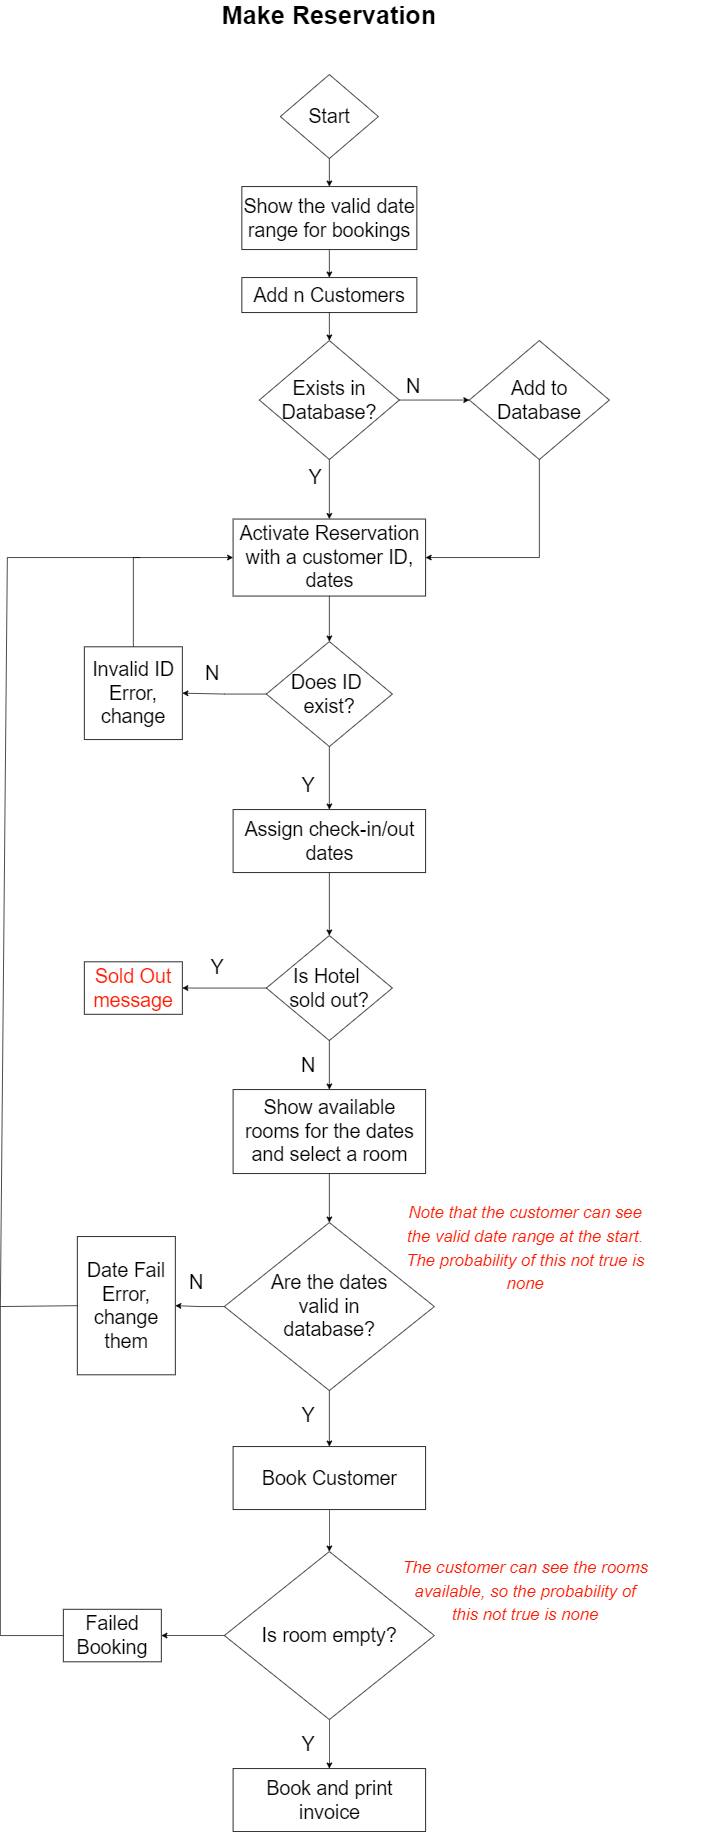 Make Reservation
Start
Show the valid date
range for bookings
Add n Customers
Exists in
Database?
N
Add to
Database
Y
Activate Reservation
with a customer ID,
dates
Invalid ID
Error,
change
N
Does ID
exist?
Y
Assign check-in/out
dates
Sold Out
message
Y
Is Hotel
sold out?
N
Show available
rooms for the dates
and select a room
Note that the customer can see
the valid date range at the start.
The probability of this not true is
none
Date Fail
Error,
change
them
N
Are the dates
valid in
database?
Y
Book Customer
The customer can see the rooms
available, so the probability of
this not true is none
Failed
Booking
Is room empty?
Y
Book and print
invoice